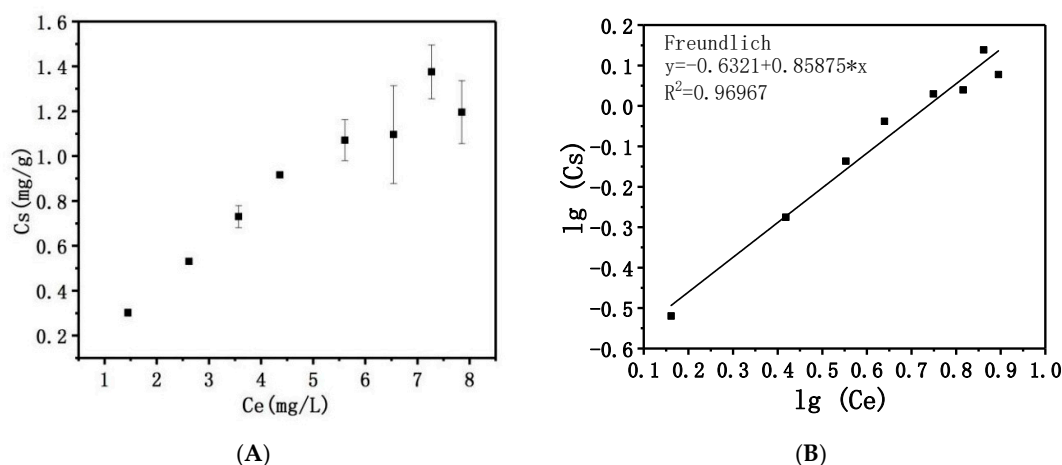 1.6
1.4
1.2
1.0
0.8
0.6
0.4
0.2
Cs(mg/g)
1 2 3 4 5 6 7 8
Ce(mg/L)
(A)
Freundlich
y=-0.6321+0.85875*x
R²=0.96967
0.2
0.1
0.0
-0.1
-0.2
-0.3
-0.4
-0.5
-0.6
lg (Cs)
0.1 0.2 0.3 0.4 0.5 0.6 0.7 0.8 0.9 1.0
lg (Ce)
(B)